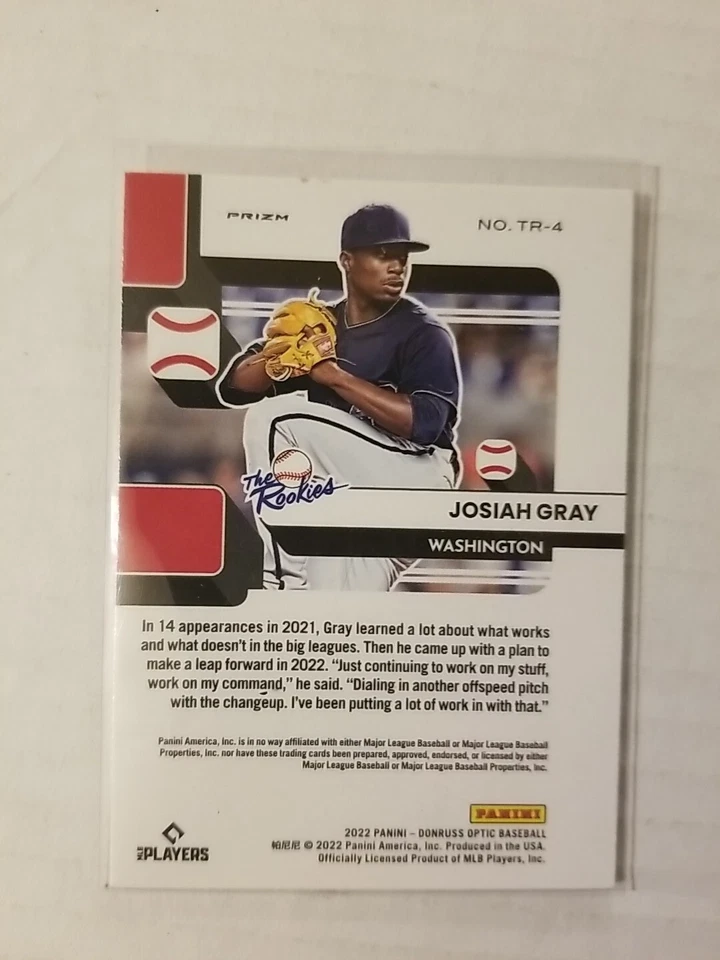 PRIZM
NO. TR-4
The
Rookies
JOSIAH GRAY
WASHINGTON
In 14 appearances in 2021, Gray learned a lot about what works
and what doesn't in the big leagues. Then he came up with a plan to
make a leap forward in 2022. “Just continuing to work on my stuff,
work on my command,” he said. “Dialing in another offspeed pitch
with the changeup. I've been putting a lot of work in with that.”
Panini America, Inc. is in no way affiliated with either Major League Baseball or Major League Baseball
Properties, Inc. nor have these trading cards been prepared, approved, endorsed, or licensed by either
Major League Baseball or Major League Baseball Properties, Inc.
PANINI
2022 PANINI – DONRUSS OPTIC BASEBALL
帕尼尼 © 2022 Panini America, Inc. Produced in the USA.
Officially Licensed Product of MLB Players, Inc.
MLB PLAYERS